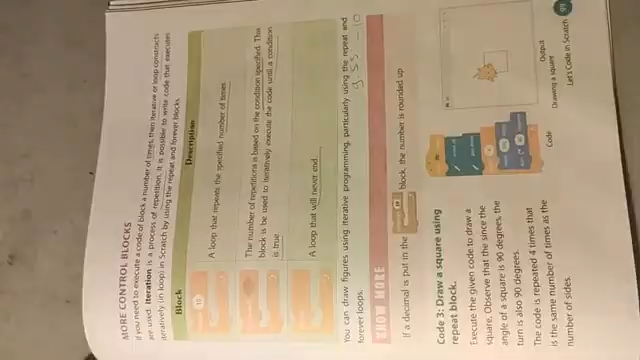 MORE CONTROL BLOCKS
If you need to execute a code of block a number of times, then iterative or loop constructs
are used. Iteration is a process of repetition. It is possible to write code that executes
iteratively (in loop) in Scratch by using the repeat and forever blocks.
Block
Description
10
A loop that repeats the specified number of times.
The number of repetitions is based on the condition specified. This
block is be used to iteratively execute the code until a condition
is true.
A loop that will never end.
You can draw figures using iterative programming, particularly using the repeat and
forever loops.
KNOW MORE
If a decimal is put in the block, the number is rounded up
Code 3: Draw a square using
repeat block.
Execute the given code to draw a
square. Observe that the since the
angle of a square is 90 degrees, the
turn is also 90 degrees.
The code is repeated 4 times that
is the same number of times as the
number of sides.
Code
Output
Drawing a square
Let's Code in Scratch